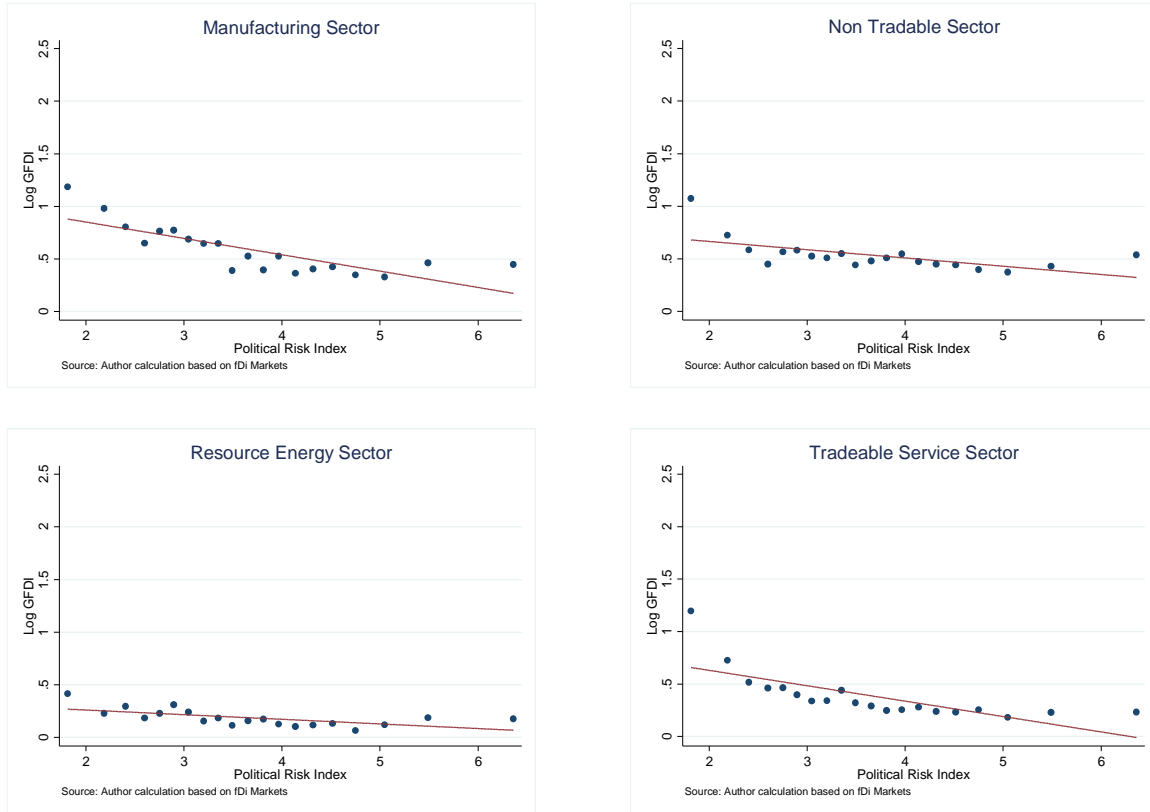 Manufacturing Sector
Log GFDI
2.5
2
1.5
1
.5
0
2 3 4 5 6
Political Risk Index
Source: Author calculation based on fDi Markets
Non Tradable Sector
Log GFDI
2.5
2
1.5
1
.5
0
2 3 4 5 6
Political Risk Index
Source: Author calculation based on fDi Markets
Resource Energy Sector
Log GFDI
2.5
2
1.5
1
.5
0
2 3 4 5 6
Political Risk Index
Source: Author calculation based on fDi Markets
Tradeable Service Sector
Log GFDI
2.5
2
1.5
1
.5
0
2 3 4 5 6
Political Risk Index
Source: Author calculation based on fDi Markets